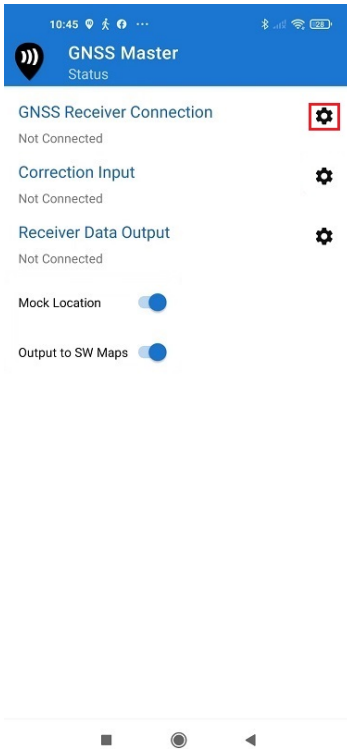 10:45
28
GNSS Master
Status
GNSS Receiver Connection
Not Connected
Correction Input
Not Connected
Receiver Data Output
Not Connected
Mock Location
Output to SW Maps